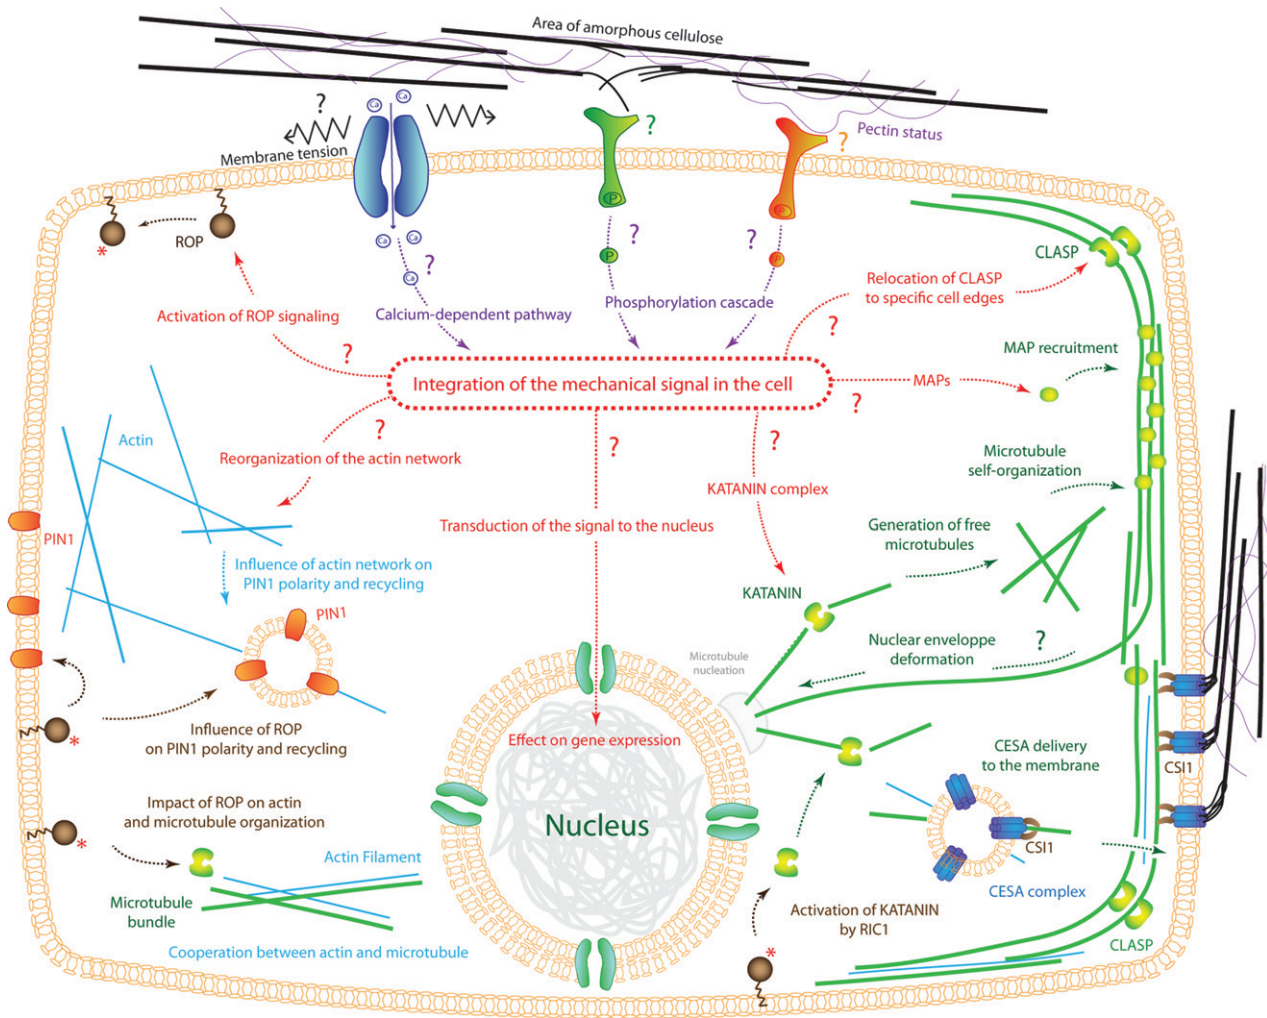 Area of amorphous cellulose
Ca
Ca
?
?
?
Pectin status
Membrane tension
P
P
ROP
*
Ca
Ca
?
?
?
CLASP
P
P
Ca
Relocation of CLASP
to specific cell edges
Phosphorylation cascade
Activation of ROP signaling
Calcium-dependent pathway
?
?
MAP recruitment
Integration of the mechanical signal in the cell
MAPs
?
?
?
?
Actin
Reorganization of the actin network
Microtubule
self-organization
KATANIN complex
Transduction of the signal to the nucleus
Generation of free
microtubules
PIN1
Influence of actin network on
PIN1 polarity and recycling
KATANIN
PIN1
Nuclear enveloppe
deformation
?
Microtubule
nucleation
Influence of ROP
on PIN1 polarity and recycling
*
Effect on gene expression
CESA delivery
to the membrane
CSI1
Impact of ROP on actin
and microtubule organization
*
Nucleus
CSI1
Actin Filament
CESA complex
Microtubule
bundle
Activation of KATANIN
by RIC1
Cooperation between actin and microtubule
*
CLASP